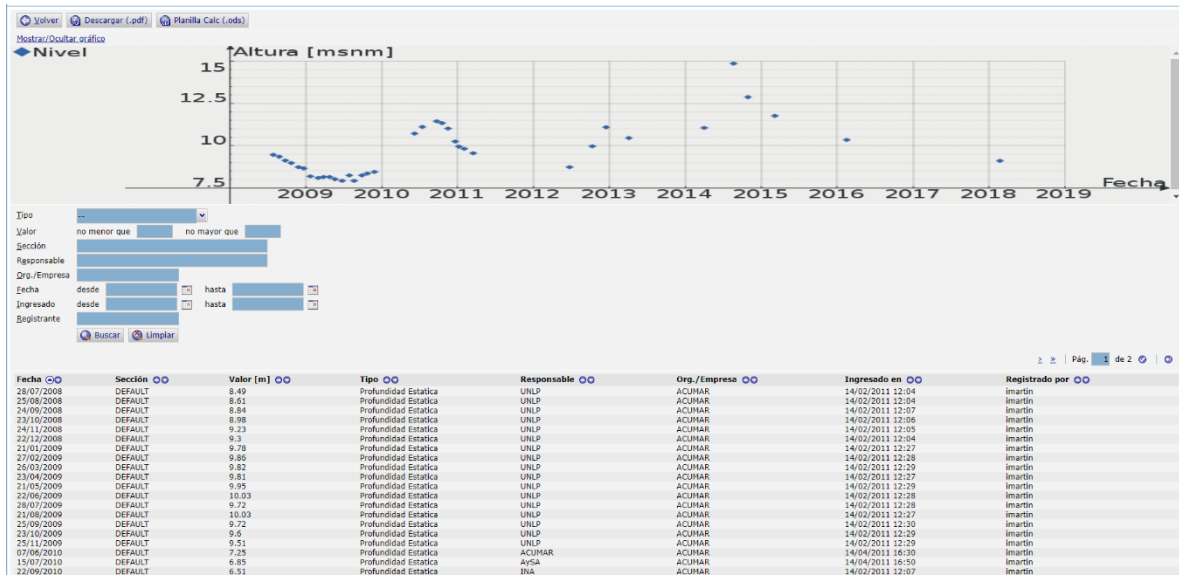 Volver Descargar (.pdf) Planilla Calc (.ods)
Mostrar/Ocultar gráfico
Nivel
Altura [msnm]
15
12.5
10
7.5
2009 2010 2011 2012 2013 2014 2015 2016 2017 2018 2019
Fecha
Tipo --
Valor no menor que no mayor que
Sección
Responsable
Org./Empresa
Fecha desde hasta
Ingresado desde hasta
Registrante
Buscar Limpiar
> » | Pág. 1 de 2
Fecha Sección Valor [m] Tipo Responsable Org./Empresa Ingresado en Registrado por
28/07/2008 DEFAULT 8.49 Profundidad Estatica UNLP ACUMAR 14/02/2011 12:04 imartin
25/08/2008 DEFAULT 8.61 Profundidad Estatica UNLP ACUMAR 14/02/2011 12:04 imartin
24/09/2008 DEFAULT 8.84 Profundidad Estatica UNLP ACUMAR 14/02/2011 12:07 imartin
23/10/2008 DEFAULT 8.98 Profundidad Estatica UNLP ACUMAR 14/02/2011 12:06 imartin
24/11/2008 DEFAULT 9.23 Profundidad Estatica UNLP ACUMAR 14/02/2011 12:05 imartin
22/12/2008 DEFAULT 9.3 Profundidad Estatica UNLP ACUMAR 14/02/2011 12:04 imartin
21/01/2009 DEFAULT 9.78 Profundidad Estatica UNLP ACUMAR 14/02/2011 12:27 imartin
27/02/2009 DEFAULT 9.86 Profundidad Estatica UNLP ACUMAR 14/02/2011 12:28 imartin
26/03/2009 DEFAULT 9.82 Profundidad Estatica UNLP ACUMAR 14/02/2011 12:29 imartin
23/04/2009 DEFAULT 9.81 Profundidad Estatica UNLP ACUMAR 14/02/2011 12:27 imartin
21/05/2009 DEFAULT 9.95 Profundidad Estatica UNLP ACUMAR 14/02/2011 12:29 imartin
22/06/2009 DEFAULT 10.03 Profundidad Estatica UNLP ACUMAR 14/02/2011 12:28 imartin
28/07/2009 DEFAULT 9.72 Profundidad Estatica UNLP ACUMAR 14/02/2011 12:28 imartin
21/08/2009 DEFAULT 10.03 Profundidad Estatica UNLP ACUMAR 14/02/2011 12:27 imartin
25/09/2009 DEFAULT 9.72 Profundidad Estatica UNLP ACUMAR 14/02/2011 12:30 imartin
23/10/2009 DEFAULT 9.6 Profundidad Estatica UNLP ACUMAR 14/02/2011 12:29 imartin
25/11/2009 DEFAULT 9.51 Profundidad Estatica UNLP ACUMAR 14/02/2011 12:29 imartin
07/06/2010 DEFAULT 7.25 Profundidad Estatica ACUMAR ACUMAR 14/04/2011 16:30 imartin
15/07/2010 DEFAULT 6.85 Profundidad Estatica AySA ACUMAR 14/04/2011 16:50 imartin
22/09/2010 DEFAULT 6.51 Profundidad Estatica INA ACUMAR 14/02/2011 12:07 imartin